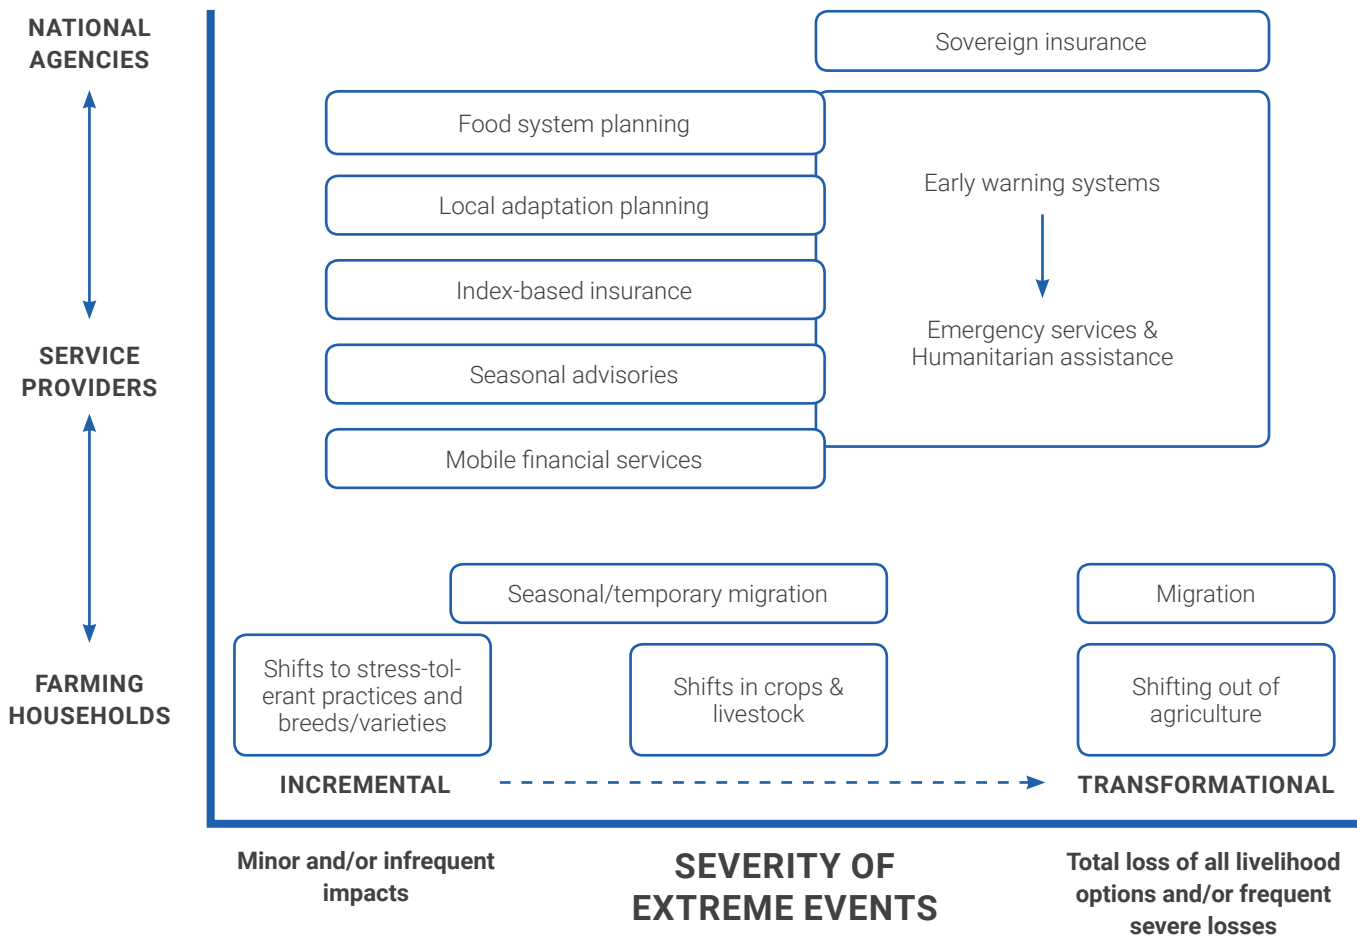 NATIONAL
AGENCIES
SERVICE
PROVIDERS
FARMING
HOUSEHOLDS
Sovereign insurance
Food system planning
Local adaptation planning
Index-based insurance
Seasonal advisories
Mobile financial services
Early warning systems
Emergency services &
Humanitarian assistance
Seasonal/temporary migration
Migration
Shifts to stress-tol-
erant practices and
breeds/varieties
Shifts in crops &
livestock
Shifting out of
agriculture
INCREMENTAL
TRANSFORMATIONAL
Minor and/or infrequent
impacts
SEVERITY OF
EXTREME EVENTS
Total loss of all livelihood
options and/or frequent
severe losses